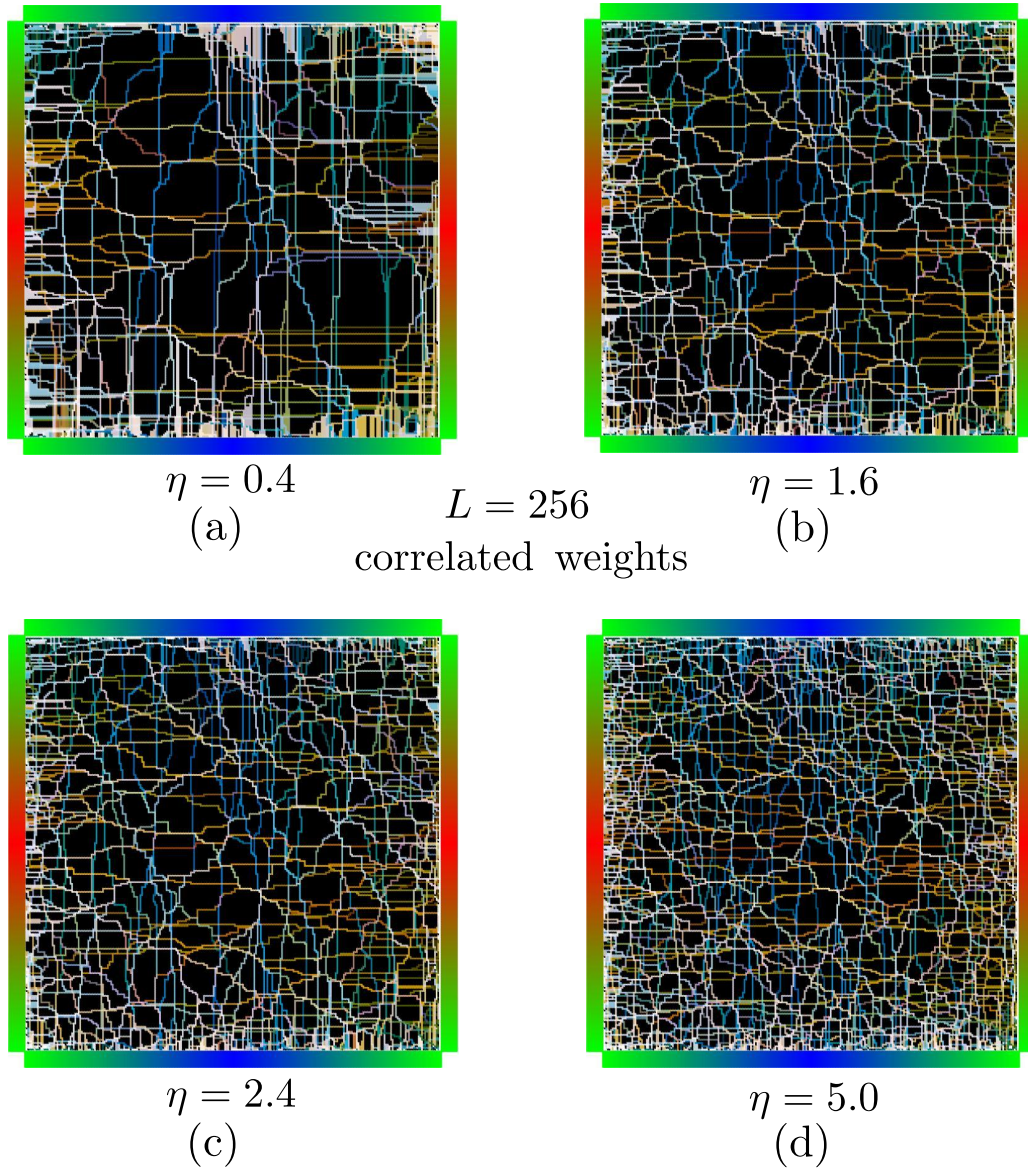 η = 0.4
(a)
η = 1.6
(b)
L = 256
correlated weights
η = 2.4
(c)
η = 5.0
(d)